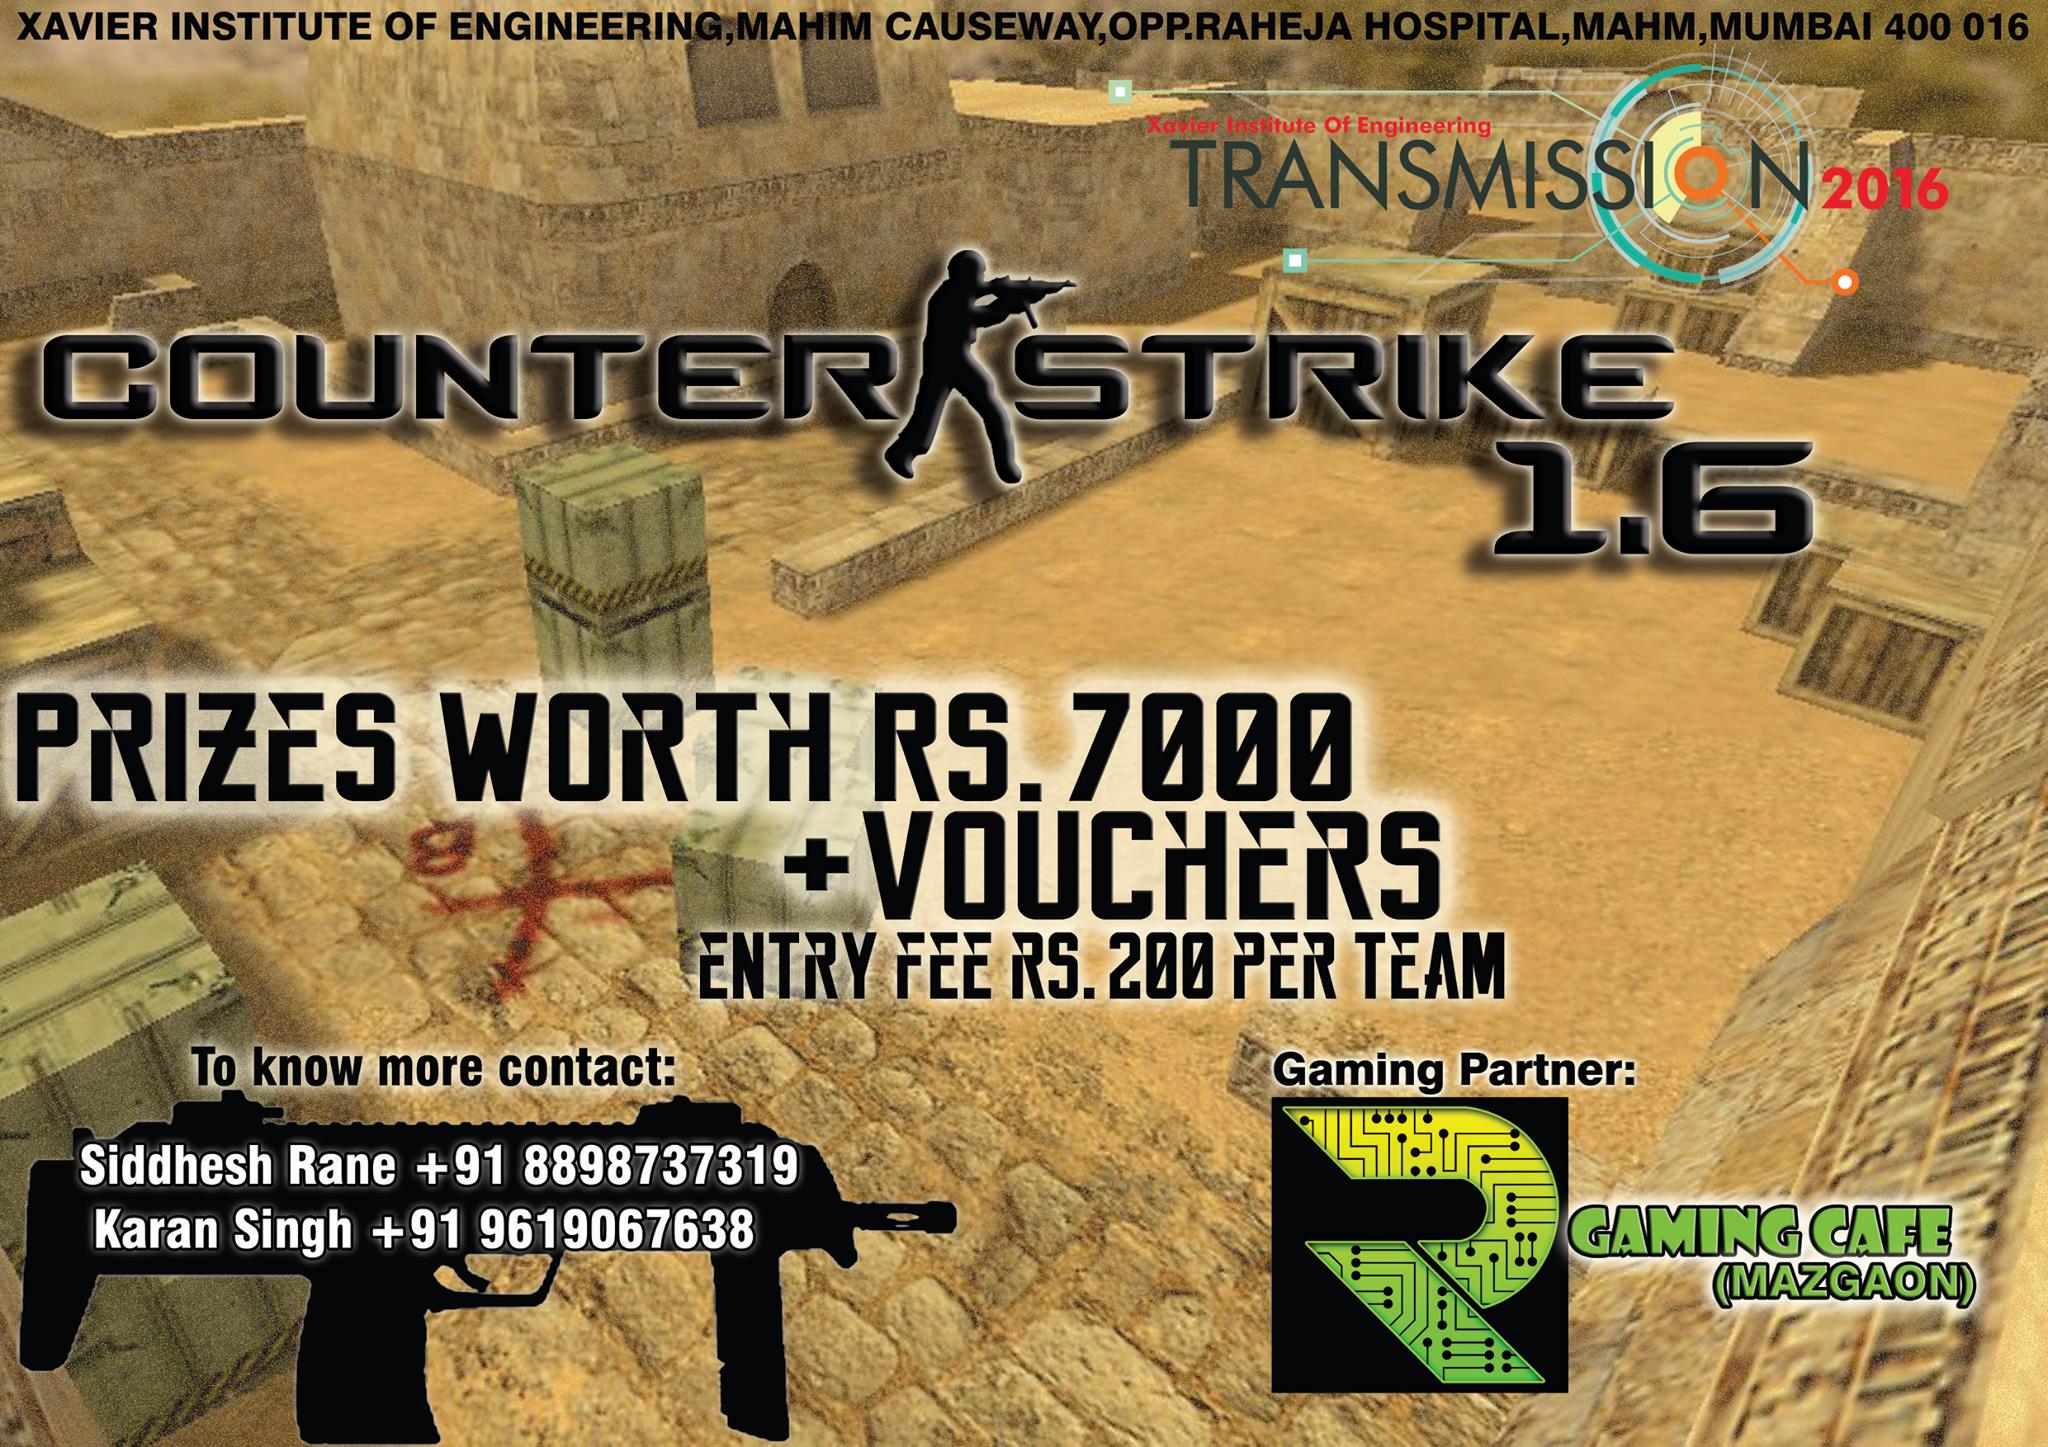 XAVIER INSTITUTE OF ENGINEERING,MAHIM CAUSEWAY,OPP.RAHEJA HOSPITAL,MAHM,MUMBAI 400 016
Xavier Institute Of Engineering
TRANSMISSION 2016
COUNTER STRIKE
1.6
PRIZES WORTH RS. 7000
+VOUCHERS
ENTRY FEE RS. 200 PER TEAM
To know more contact:
Siddhesh Rane +91 8898737319
Karan Singh +91 9619067638
Gaming Partner:
R
GAMING CAFE
(MAZGAON)